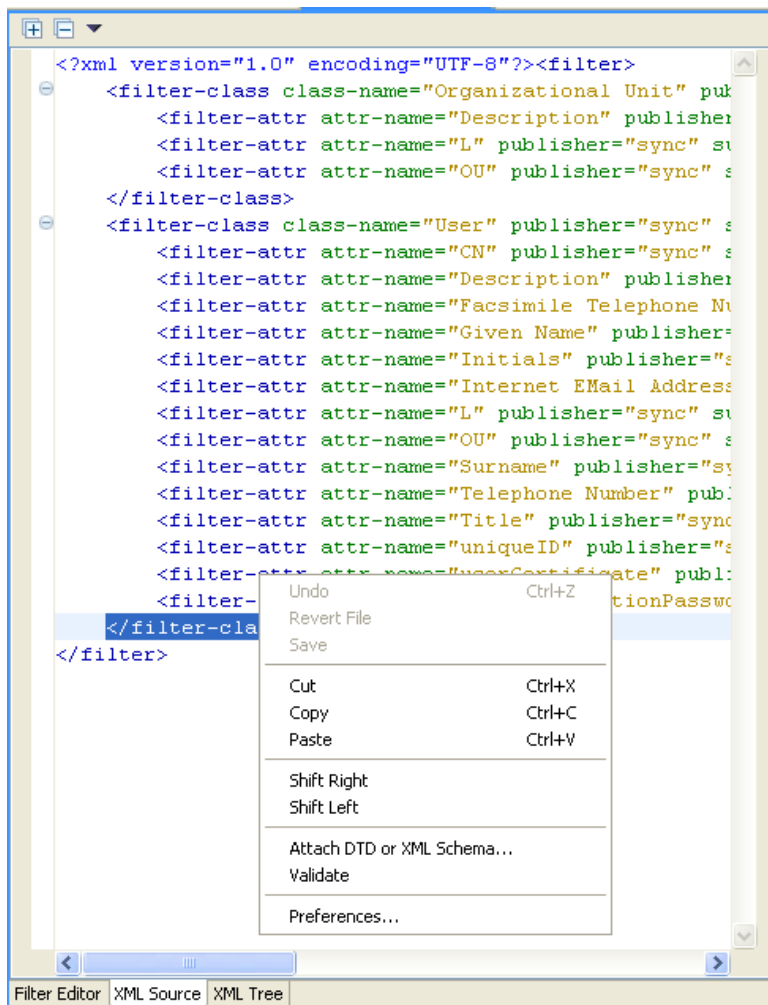 <?xml version="1.0" encoding="UTF-8"?><filter>
<filter-class class-name="Organizational Unit" pub
<filter-attr attr-name="Description" publisher
<filter-attr attr-name="L" publisher="sync" su
<filter-attr attr-name="OU" publisher="sync" s
</filter-class>
<filter-class class-name="User" publisher="sync" s
<filter-attr attr-name="CN" publisher="sync" s
<filter-attr attr-name="Description" publisher
<filter-attr attr-name="Facsimile Telephone Nu
<filter-attr attr-name="Given Name" publisher=
<filter-attr attr-name="Initials" publisher="s
<filter-attr attr-name="Internet EMail Address
<filter-attr attr-name="L" publisher="sync" su
<filter-attr attr-name="OU" publisher="sync" s
<filter-attr attr-name="Surname" publisher="sy
<filter-attr attr-name="Telephone Number" publ
<filter-attr attr-name="Title" publisher="sync
<filter-attr attr-name="uniqueID" publisher="s
<filter-attr attr-name="userCertificate" publi
<filter- tionPasswo
</filter-cla
</filter>
Undo Ctrl+Z
Revert File
Save
Cut Ctrl+X
Copy Ctrl+C
Paste Ctrl+V
Shift Right
Shift Left
Attach DTD or XML Schema...
Validate
Preferences...
Filter Editor XML Source XML Tree